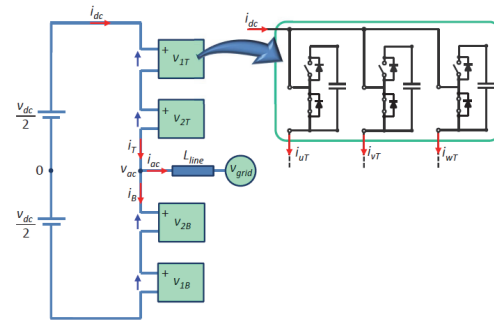 i_dc
i_dc
+
v_1T
v_dc
2
+
v_2T
i_T
i_uT
i_vT
i_wT
0
v_ac
i_ac
L_line
v_grid
i_B
v_dc
2
+
v_2B
+
v_1B